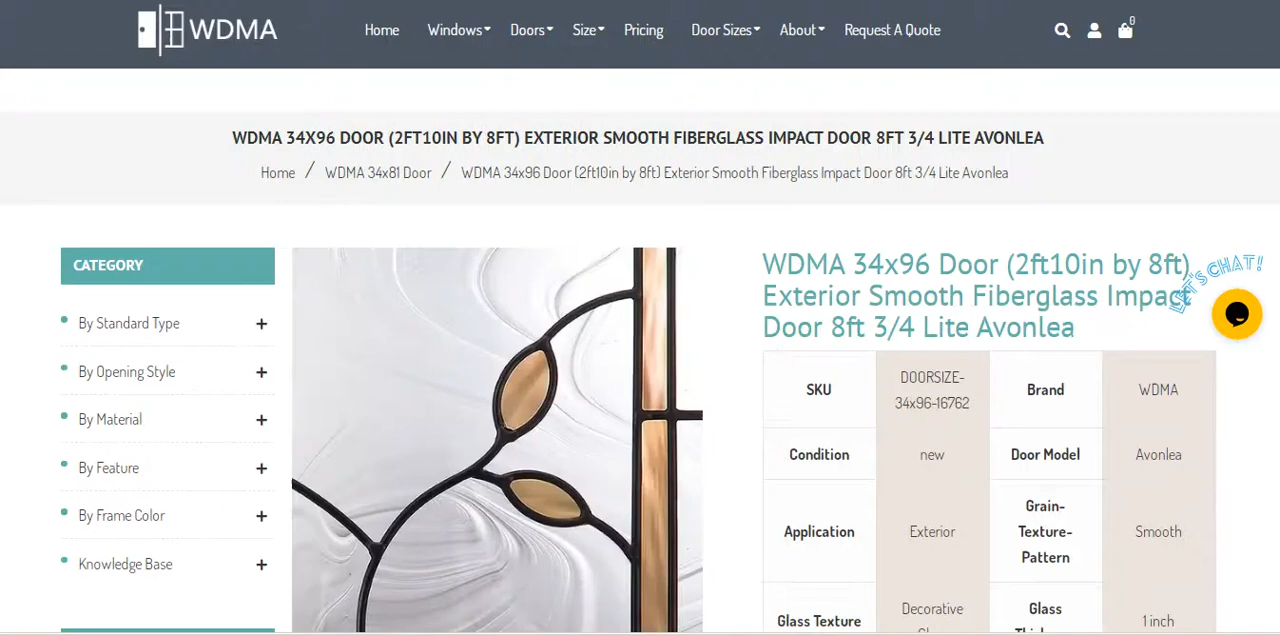 WDMA
Home Windows Doors Size Pricing Door Sizes About Request A Quote
0
WDMA 34X96 DOOR (2FT10IN BY 8FT) EXTERIOR SMOOTH FIBERGLASS IMPACT DOOR 8FT 3/4 LITE AVONLEA
Home / WDMA 34x81 Door / WDMA 34x96 Door (2ft10in by 8ft) Exterior Smooth Fiberglass Impact Door 8ft 3/4 Lite Avonlea
CATEGORY
By Standard Type +
By Opening Style +
By Material +
By Feature +
By Frame Color +
Knowledge Base +
WDMA 34x96 Door (2ft10in by 8ft)
Exterior Smooth Fiberglass Impact
Door 8ft 3/4 Lite Avonlea
LET'S CHAT!
SKU
DOORSIZE-
34x96-16762
Brand
WDMA
Condition
new
Door Model
Avonlea
Application
Exterior
Grain-
Texture-
Pattern
Smooth
Glass Texture
Decorative
Glass
1 inch